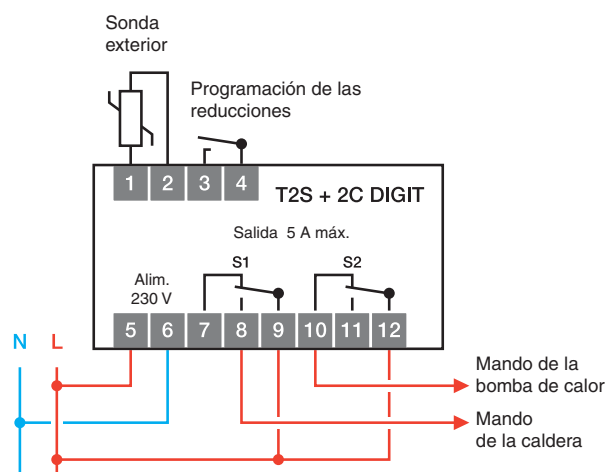 Sonda
exterior
Programación de las
reducciones
1 2 3 4
T2S + 2C DIGIT
Salida 5 A máx.
S1 S2
Alim.
230 V
5 6 7 8 9 10 11 12
N L
Mando de la
bomba de calor
Mando
de la caldera